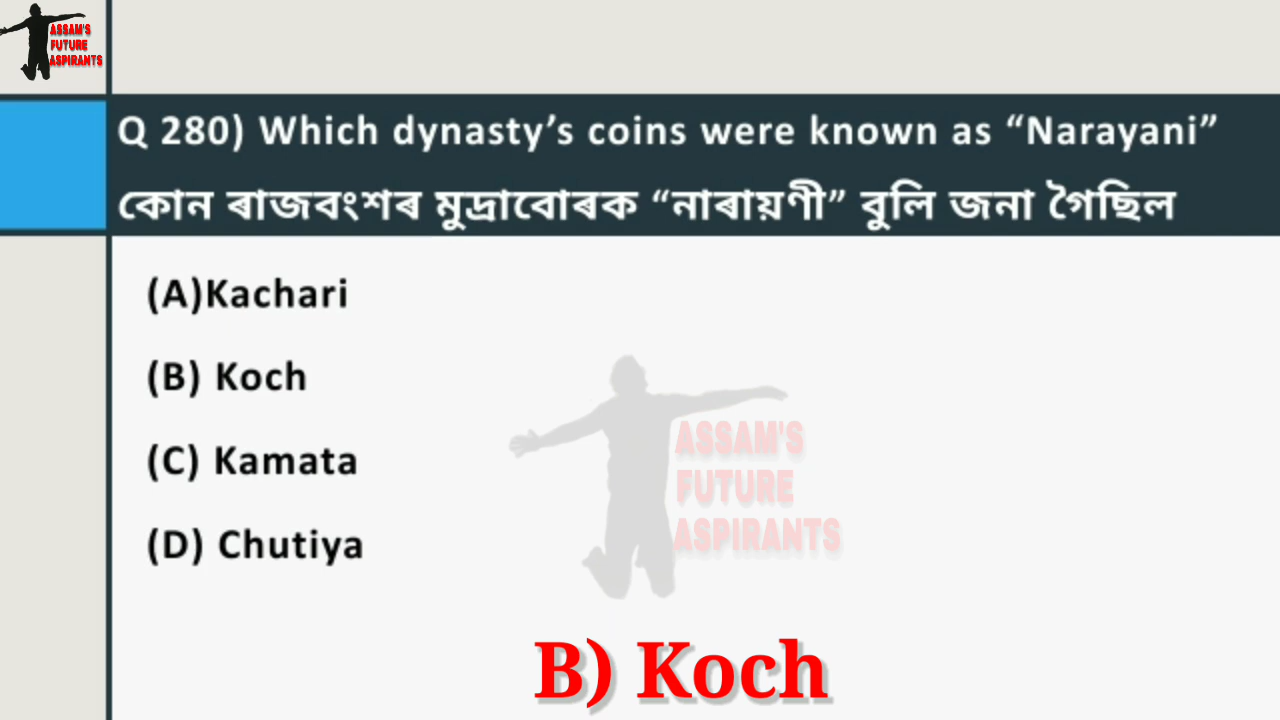 ASSAM'S
FUTURE
ASPIRANTS
Q 280) Which dynasty’s coins were known as “Narayani”
কোন ৰাজবংশৰ মুদ্ৰাবোৰক “নাৰায়ণী” বুলি জনা গৈছিল
(A)Kachari
(B) Koch
(C) Kamata
(D) Chutiya
ASSAM'S
FUTURE
ASPIRANTS
B) Koch